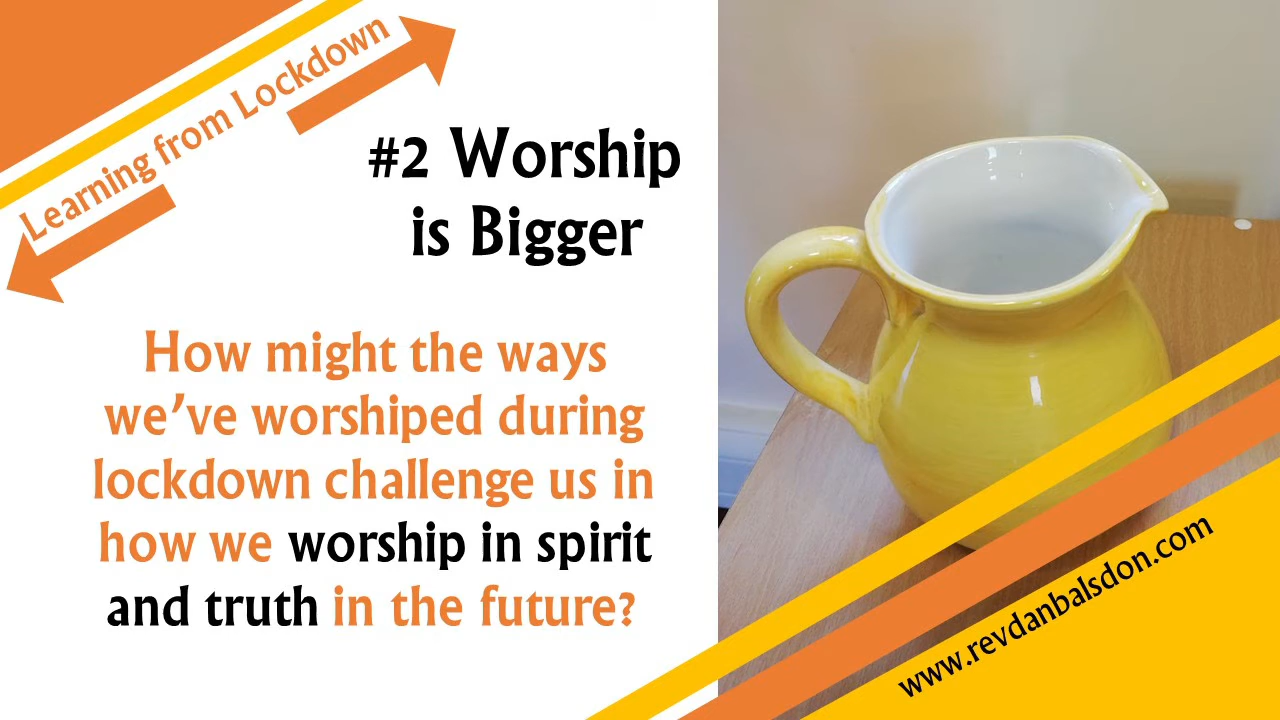 Learning from Lockdown
#2 Worship
is Bigger
How might the ways
we’ve worshiped during
lockdown challenge us in
how we worship in spirit
and truth in the future?
www.revdanbalsdon.com